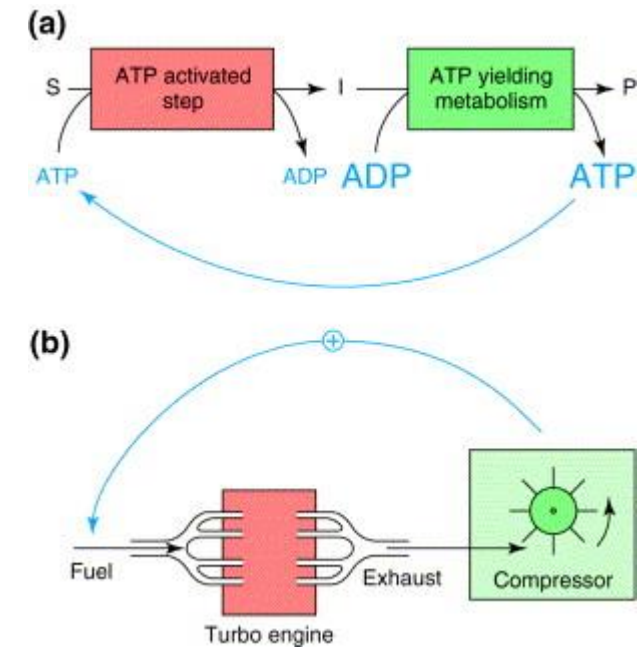 (a)
ATP activated
step
ATP yielding
metabolism
S
I
P
ATP
ADP
ADP
ATP
(b)
+
Fuel
Exhaust
Compressor
Turbo engine